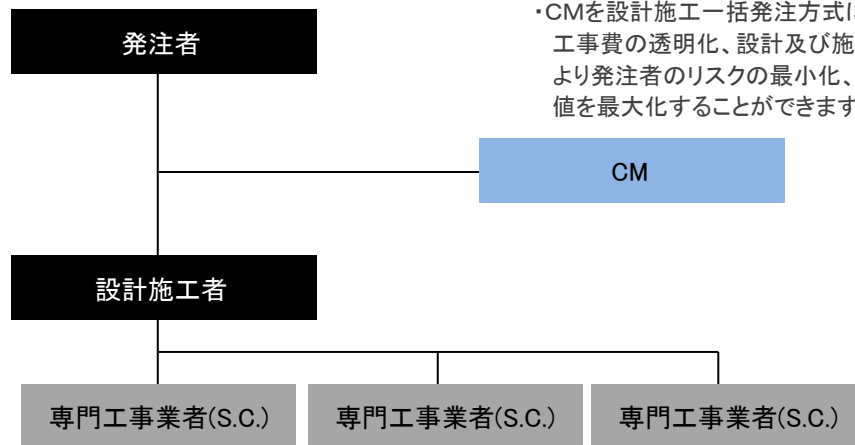 ・CMを設計施工一括発注方式に
工事費の透明化、設計及び施
より発注者のリスクの最小化、
値を最大化することができます
発注者
CM
設計施工者
専門工事業者(S.C.) 専門工事業者(S.C.) 専門工事業者(S.C.)